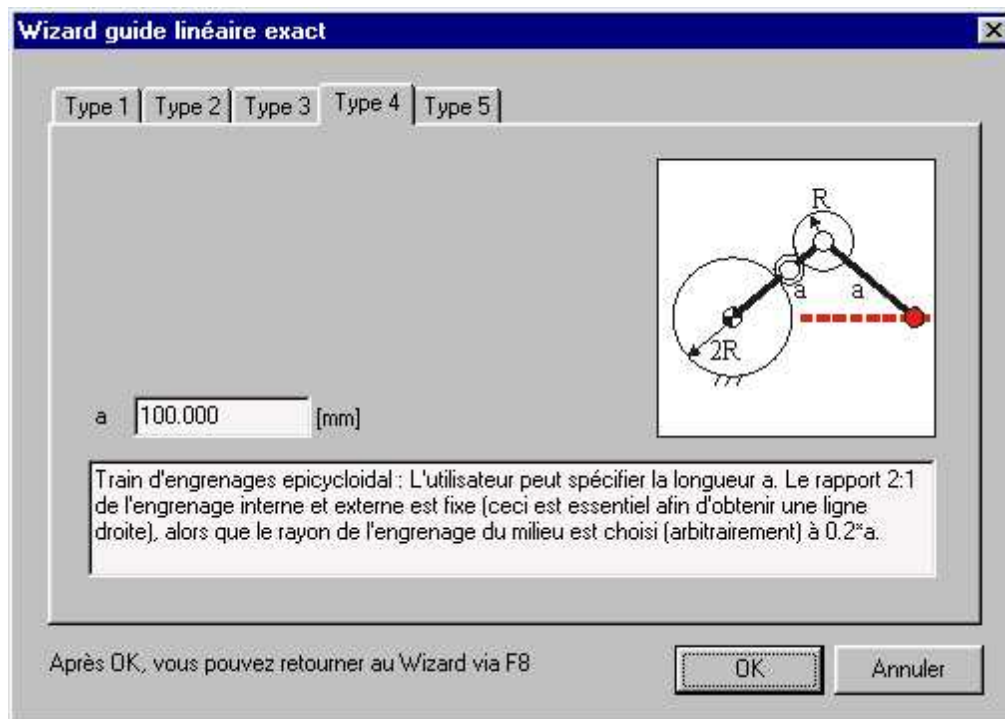 Wizard guide linéaire exact
Type 1 Type 2 Type 3 Type 4 Type 5
R
a a
2R
a 100.000 [mm]
Train d'engrenages epicycloidal : L'utilisateur peut spécifier la longueur a. Le rapport 2:1
de l'engrenage interne et externe est fixe (ceci est essentiel afin d'obtenir une ligne
droite), alors que le rayon de l'engrenage du milieu est choisi (arbitrairement) à 0.2*a.
Après OK, vous pouvez retourner au Wizard via F8
OK Annuler